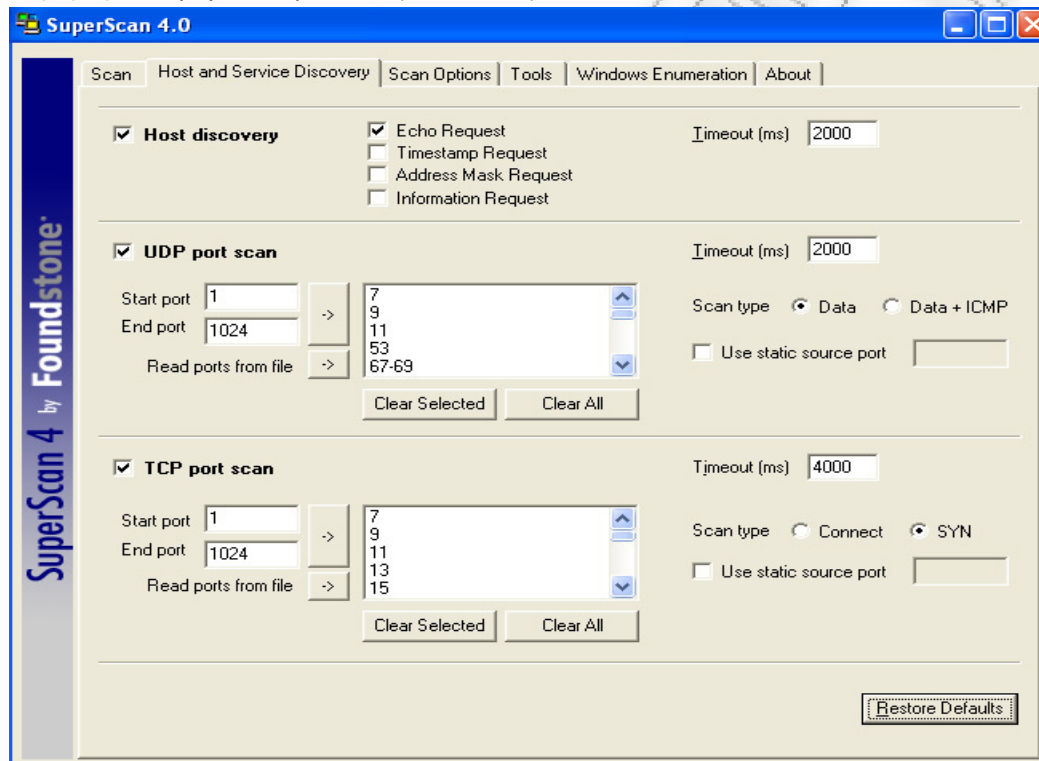 SuperScan 4.0
Scan Host and Service Discovery Scan Options Tools Windows Enumeration About
Host discovery
Echo Request
Timestamp Request
Address Mask Request
Information Request
Timeout (ms) 2000
UDP port scan
Timeout (ms) 2000
Start port 1
End port 1024
->
Read ports from file ->
7
9
11
53
67-69
Clear Selected Clear All
Scan type Data Data + ICMP
Use static source port
TCP port scan
Timeout (ms) 4000
Start port 1
End port 1024
->
Read ports from file ->
7
9
11
13
15
Clear Selected Clear All
Scan type Connect SYN
Use static source port
Restore Defaults
SuperScan 4 by Foundstone